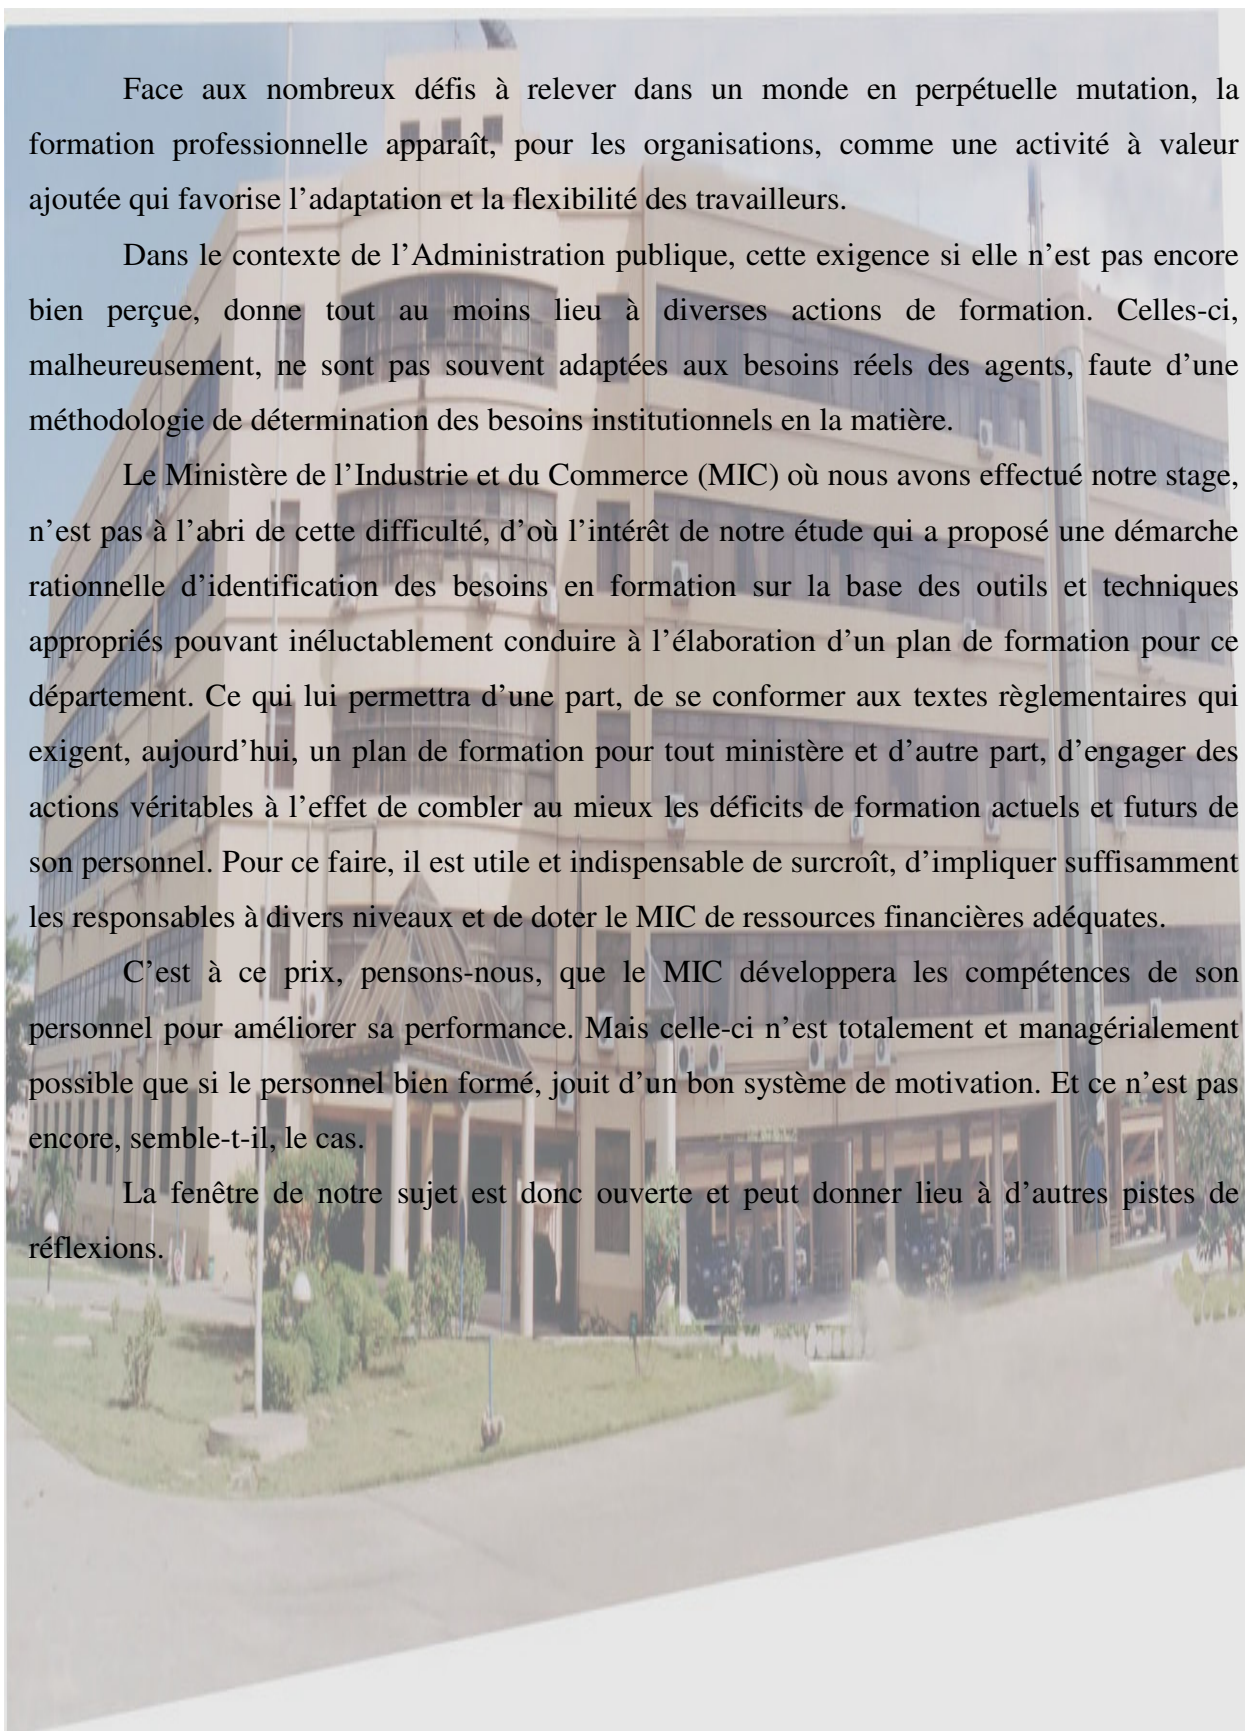 Face aux nombreux défis à relever dans un monde en perpétuelle mutation, la
formation professionnelle apparaît, pour les organisations, comme une activité à valeur
ajoutée qui favorise l’adaptation et la flexibilité des travailleurs.
Dans le contexte de l’Administration publique, cette exigence si elle n’est pas encore
bien perçue, donne tout au moins lieu à diverses actions de formation. Celles-ci,
malheureusement, ne sont pas souvent adaptées aux besoins réels des agents, faute d’une
méthodologie de détermination des besoins institutionnels en la matière.
Le Ministère de l’Industrie et du Commerce (MIC) où nous avons effectué notre stage,
n’est pas à l’abri de cette difficulté, d’où l’intérêt de notre étude qui a proposé une démarche
rationnelle d’identification des besoins en formation sur la base des outils et techniques
appropriés pouvant inéluctablement conduire à l’élaboration d’un plan de formation pour ce
département. Ce qui lui permettra d’une part, de se conformer aux textes règlementaires qui
exigent, aujourd’hui, un plan de formation pour tout ministère et d’autre part, d’engager des
actions véritables à l’effet de combler au mieux les déficits de formation actuels et futurs de
son personnel. Pour ce faire, il est utile et indispensable de surcroît, d’impliquer suffisamment
les responsables à divers niveaux et de doter le MIC de ressources financières adéquates.
C’est à ce prix, pensons-nous, que le MIC développera les compétences de son
personnel pour améliorer sa performance. Mais celle-ci n’est totalement et managérialement
possible que si le personnel bien formé, jouit d’un bon système de motivation. Et ce n’est pas
encore, semble-t-il, le cas.
La fenêtre de notre sujet est donc ouverte et peut donner lieu à d’autres pistes de
réflexions.